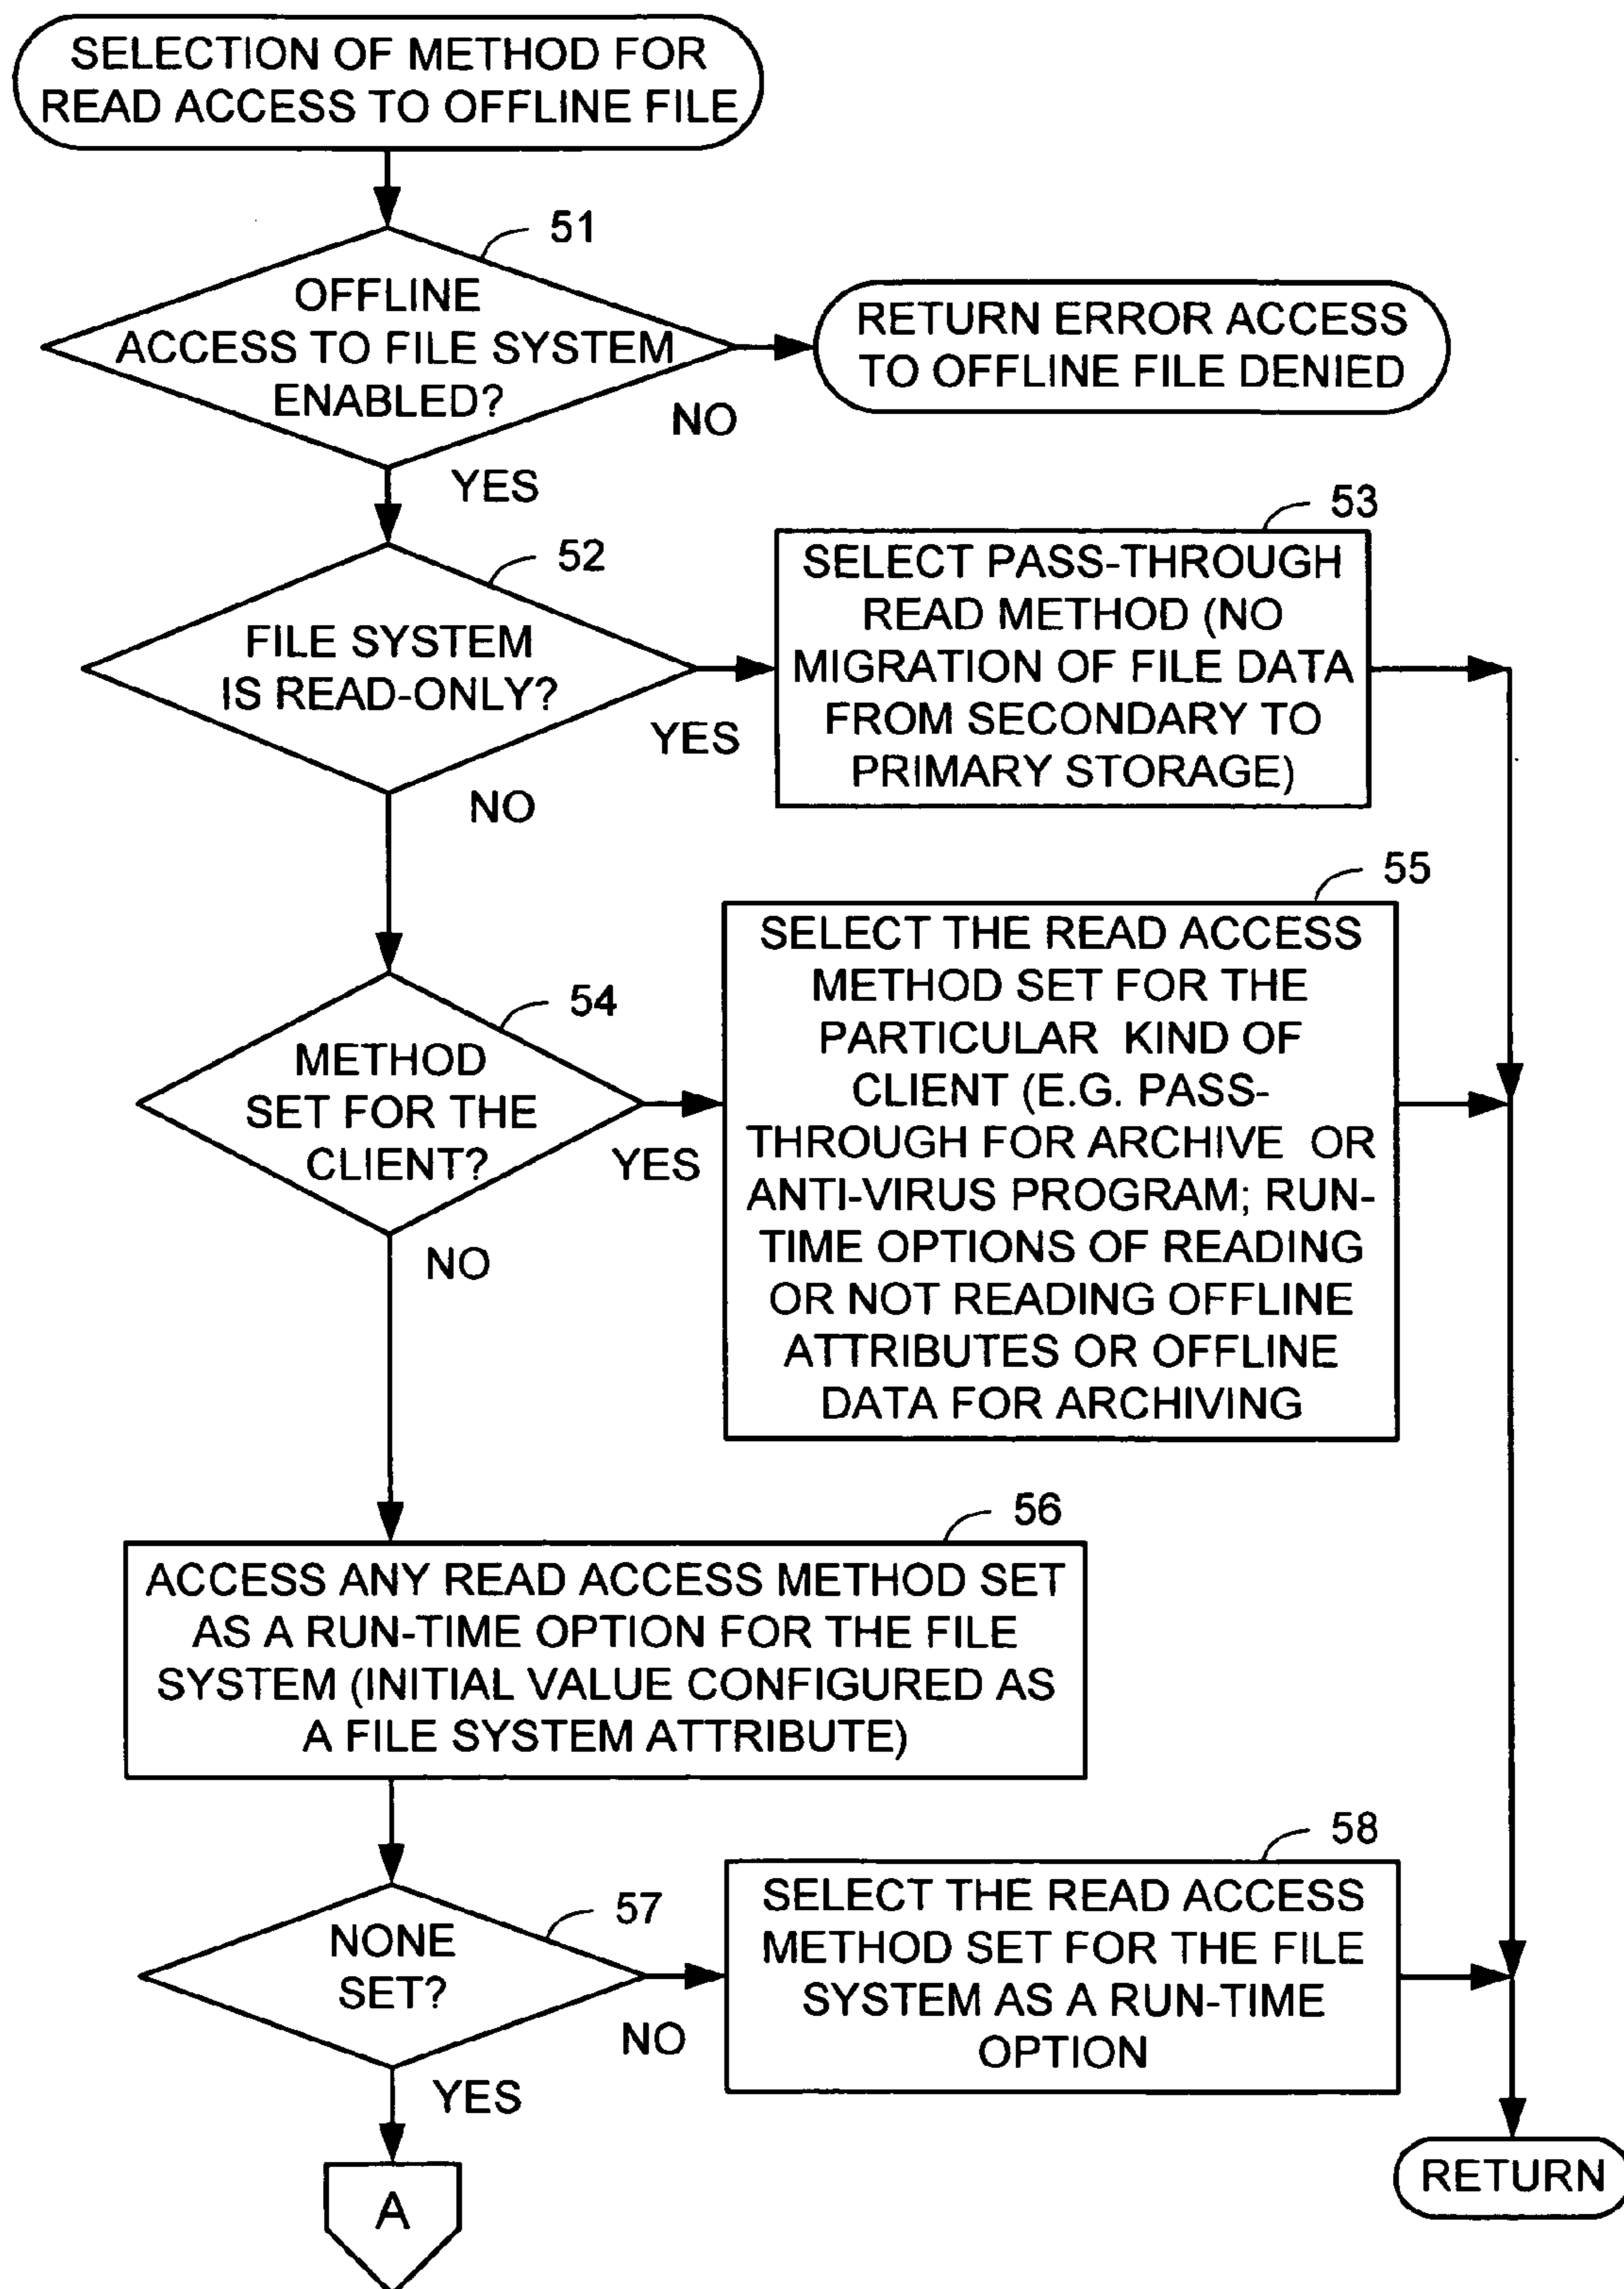 SELECTION OF METHOD FOR
READ ACCESS TO OFFLINE FILE
51
OFFLINE
ACCESS TO FILE SYSTEM
ENABLED?
NO
RETURN ERROR ACCESS
TO OFFLINE FILE DENIED
YES
52
FILE SYSTEM
IS READ-ONLY?
YES
53
SELECT PASS-THROUGH
READ METHOD (NO
MIGRATION OF FILE DATA
FROM SECONDARY TO
PRIMARY STORAGE)
NO
54
METHOD
SET FOR THE
CLIENT?
YES
55
SELECT THE READ ACCESS
METHOD SET FOR THE
PARTICULAR KIND OF
CLIENT (E.G. PASS-
THROUGH FOR ARCHIVE OR
ANTI-VIRUS PROGRAM; RUN-
TIME OPTIONS OF READING
OR NOT READING OFFLINE
ATTRIBUTES OR OFFLINE
DATA FOR ARCHIVING
NO
56
ACCESS ANY READ ACCESS METHOD SET
AS A RUN-TIME OPTION FOR THE FILE
SYSTEM (INITIAL VALUE CONFIGURED AS
A FILE SYSTEM ATTRIBUTE)
57
NONE
SET?
NO
58
SELECT THE READ ACCESS
METHOD SET FOR THE FILE
SYSTEM AS A RUN-TIME
OPTION
YES
A
RETURN